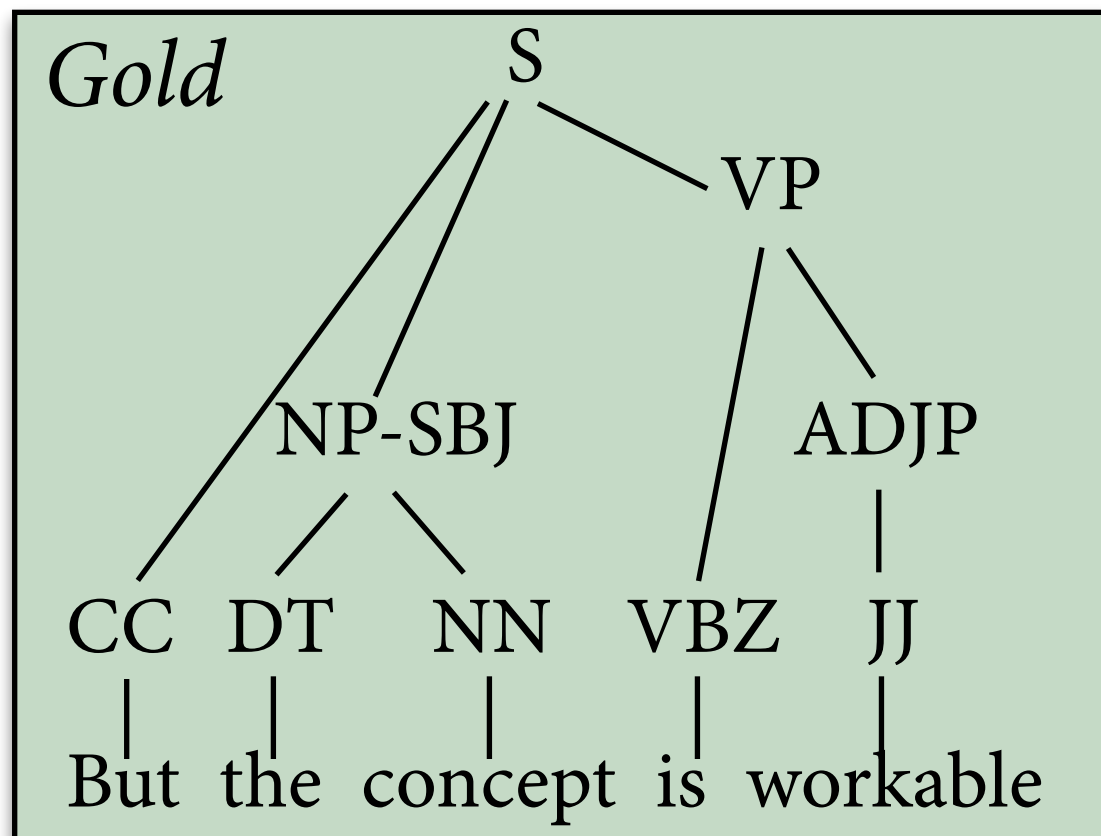 Gold
S
VP
NP-SBJ ADJP
CC DT NN VBZ JJ
But the concept is workable